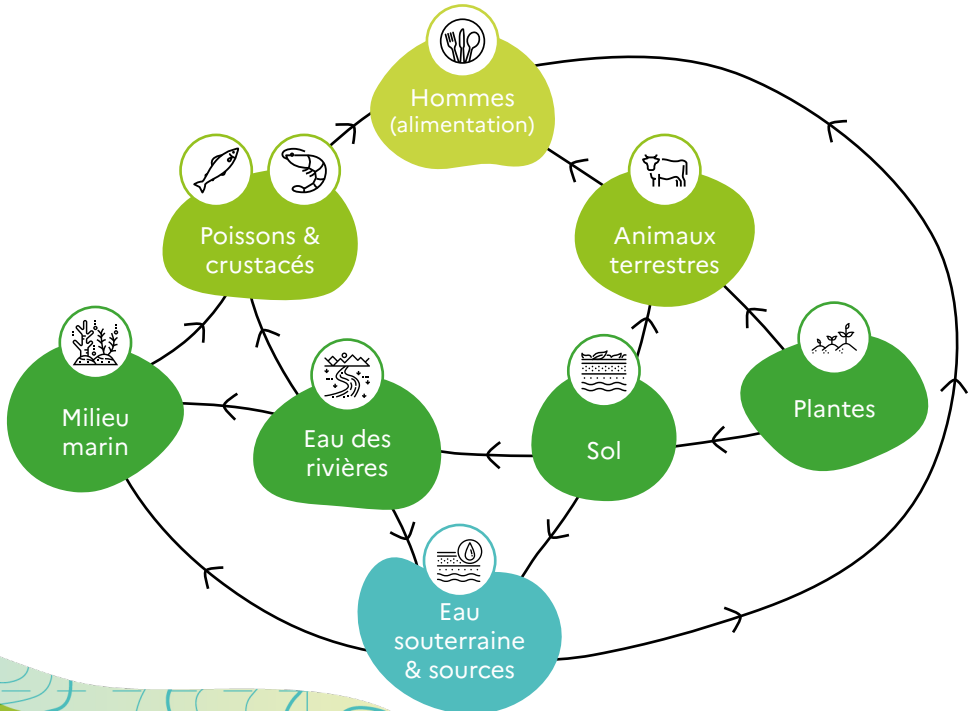 Hommes
(alimentation)
Poissons &
crustacés
Animaux
terrestres
Milieu
marin
Eau des
rivières
Sol
Plantes
Eau
souterraine
& sources